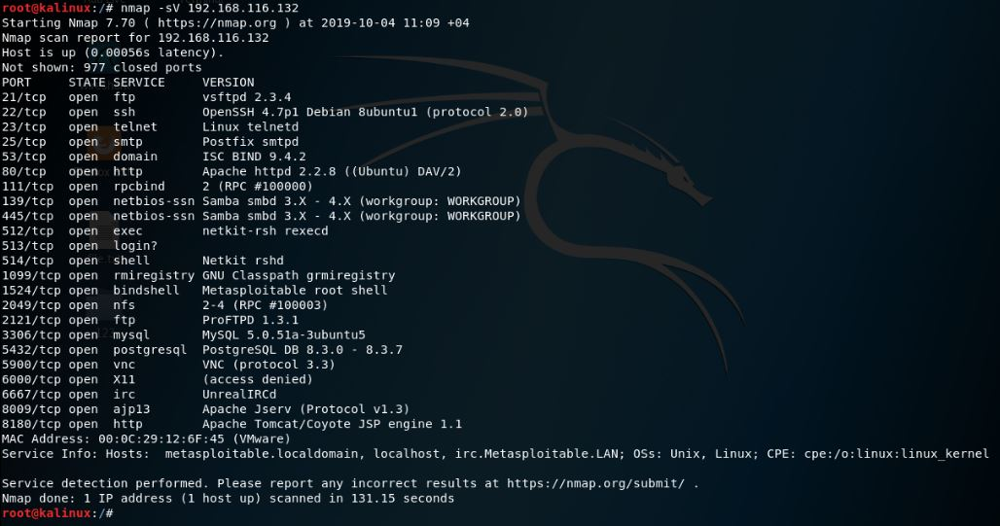 root@kalinux:/# nmap -sV 192.168.116.132
Starting Nmap 7.70 ( https://nmap.org ) at 2019-10-04 11:09 +04
Nmap scan report for 192.168.116.132
Host is up (0.00056s latency).
Not shown: 977 closed ports
PORT     STATE SERVICE     VERSION
21/tcp   open  ftp         vsftpd 2.3.4
22/tcp   open  ssh         OpenSSH 4.7p1 Debian 8ubuntu1 (protocol 2.0)
23/tcp   open  telnet      Linux telnetd
25/tcp   open  smtp        Postfix smtpd
53/tcp   open  domain      ISC BIND 9.4.2
80/tcp   open  http        Apache httpd 2.2.8 ((Ubuntu) DAV/2)
111/tcp  open  rpcbind     2 (RPC #100000)
139/tcp  open  netbios-ssn Samba smbd 3.X - 4.X (workgroup: WORKGROUP)
445/tcp  open  netbios-ssn Samba smbd 3.X - 4.X (workgroup: WORKGROUP)
512/tcp  open  exec        netkit-rsh rexecd
513/tcp  open  login?
514/tcp  open  shell       Netkit rshd
1099/tcp open  rmiregistry GNU Classpath grmiregistry
1524/tcp open  bindshell   Metasploitable root shell
2049/tcp open  nfs         2-4 (RPC #100003)
2121/tcp open  ftp         ProFTPD 1.3.1
3306/tcp open  mysql       MySQL 5.0.51a-3ubuntu5
5432/tcp open  postgresql  PostgreSQL DB 8.3.0 - 8.3.7
5900/tcp open  vnc         VNC (protocol 3.3)
6000/tcp open  X11         (access denied)
6667/tcp open  irc         UnrealIRCd
8009/tcp open  ajp13       Apache Jserv (Protocol v1.3)
8180/tcp open  http        Apache Tomcat/Coyote JSP engine 1.1
MAC Address: 00:0C:29:12:6F:45 (VMware)
Service Info: Hosts:  metasploitable.localdomain, localhost, irc.Metasploitable.LAN; OSs: Unix, Linux; CPE: cpe:/o:linux:linux_kernel

Service detection performed. Please report any incorrect results at https://nmap.org/submit/ .
Nmap done: 1 IP address (1 host up) scanned in 131.15 seconds
root@kalinux:/#